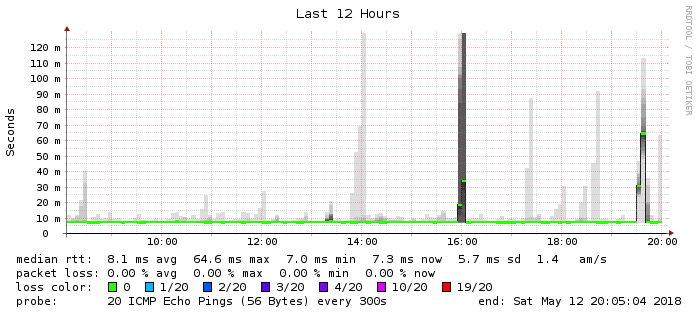 Last 12 Hours
RRDTOOL / TOBI OETIKER
Seconds
120 m
110 m
100 m
90 m
80 m
70 m
60 m
50 m
40 m
30 m
20 m
10 m
0
10:00 12:00 14:00 16:00 18:00 20:00
median rtt: 8.1 ms avg 64.6 ms max 7.0 ms min 7.3 ms now 5.7 ms sd 1.4 am/s
packet loss: 0.00 % avg 0.00 % max 0.00 % min 0.00 % now
loss color: 0 1/20 2/20 3/20 4/20 10/20 19/20
probe: 20 ICMP Echo Pings (56 Bytes) every 300s end: Sat May 12 20:05:04 2018